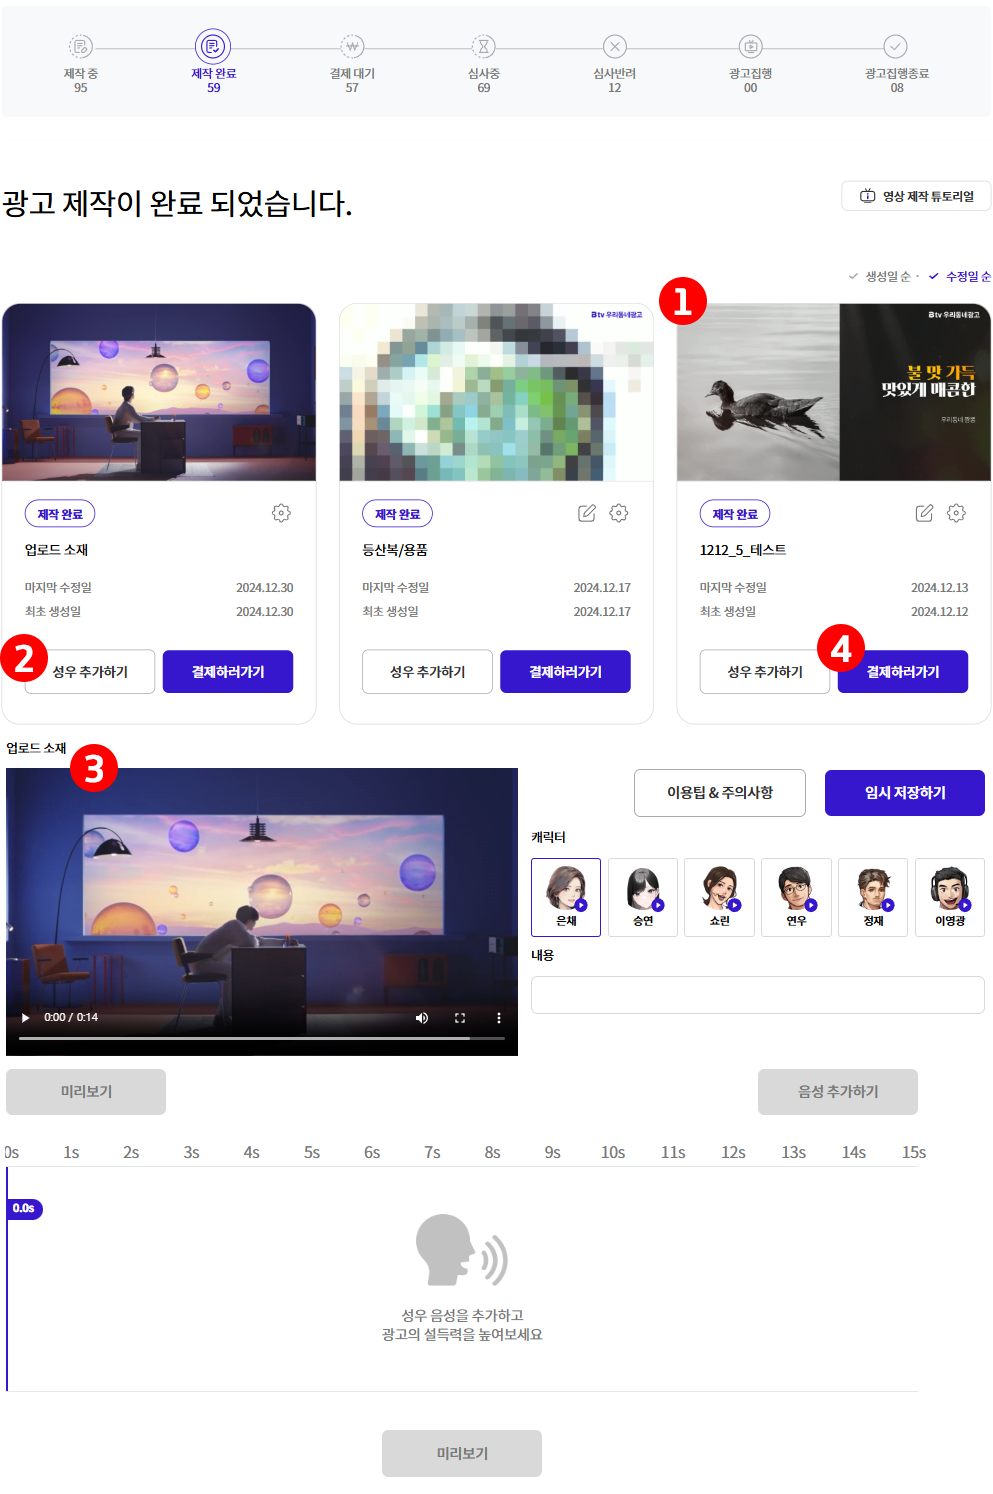 제작 중
95
제작 완료
59
결제 대기
57
심사중
69
심사반려
12
광고집행
00
광고집행종료
08
광고 제작이 완료 되었습니다.
영상 제작 튜토리얼
생성일 순 · 수정일 순
1
B tv 우리동네광고
B tv 우리동네광고
불 맛 가득
맛있게 매콤한
우리동네 짬뽕
제작 완료
업로드 소재
마지막 수정일 2024.12.30
최초 생성일 2024.12.30
2
성우 추가하기
결제하러가기
제작 완료
등산복/용품
마지막 수정일 2024.12.17
최초 생성일 2024.12.17
성우 추가하기
결제하러가기
제작 완료
1212_5_테스트
마지막 수정일 2024.12.13
최초 생성일 2024.12.12
성우 추가하기
4
결제하러가기
업로드 소재
3
0:00 / 0:14
이용팁 & 주의사항
임시 저장하기
캐릭터
은채
승연
쇼린
연우
정재
이영광
내용
미리보기
음성 추가하기
0s 1s 2s 3s 4s 5s 6s 7s 8s 9s 10s 11s 12s 13s 14s 15s
0.0s
성우 음성을 추가하고
광고의 설득력을 높여보세요
미리보기